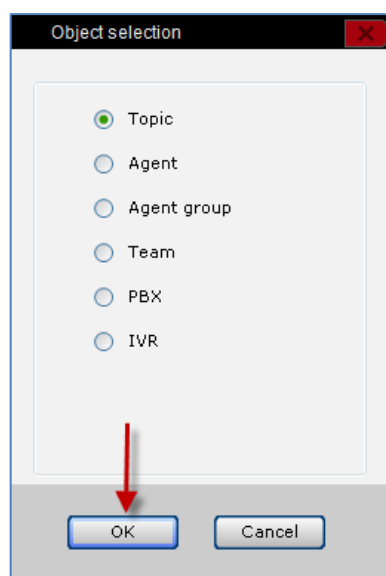 Object selection
Topic
Agent
Agent group
Team
PBX
IVR
OK
Cancel